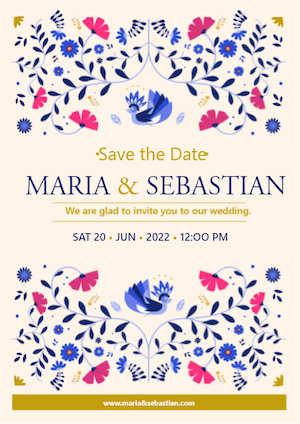 •Save the Date•
MARIA & SEBASTIAN
We are glad to invite you to our wedding.
SAT 20 • JUN • 2022 • 12:00 PM
www.maria&sebastian.com